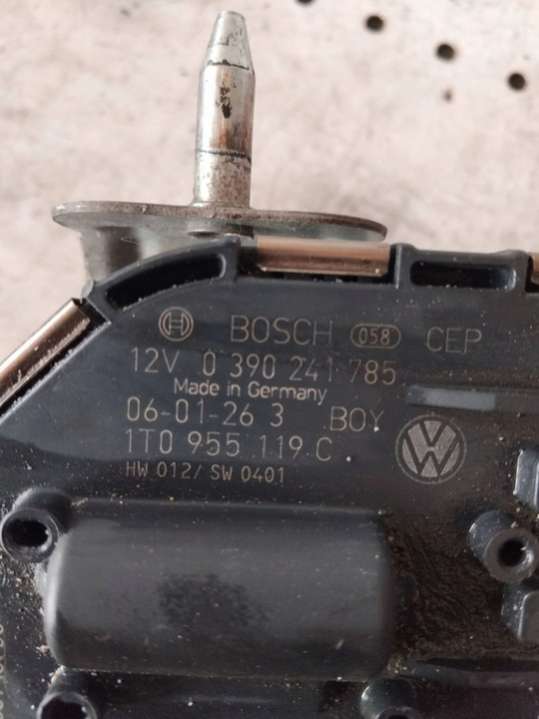 BOSCH 058 CEP
12V 0 390 241 785
Made in Germany
06-01-26 3 BOY
1T0 955 119 C
HW 012/ SW 0401